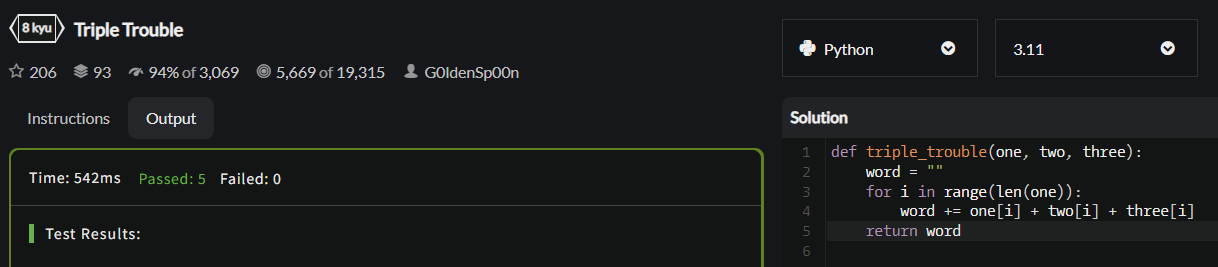 8 kyu Triple Trouble
206 93 94% of 3,069 5,669 of 19,315 G0ldenSp00n
Python 3.11
Instructions Output
Time: 542ms Passed: 5 Failed: 0
Test Results:
Solution
1 def triple_trouble(one, two, three):
2     word = ""
3     for i in range(len(one)):
4         word += one[i] + two[i] + three[i]
5     return word
6